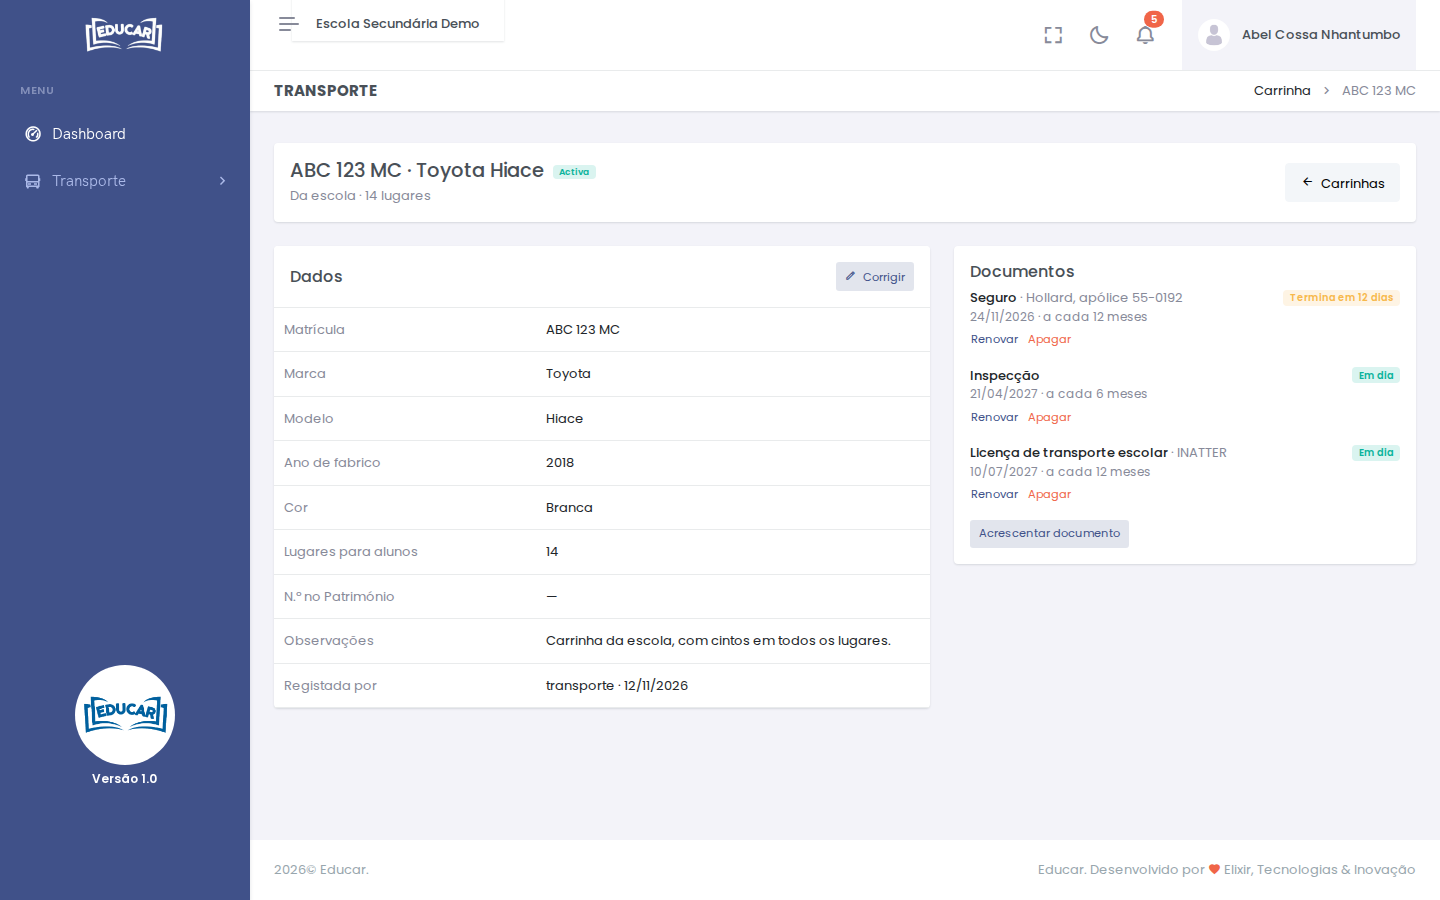 EDUCAR
Escola Secundária Demo
5
Abel Cossa Nhantumbo
MENU
Dashboard
Transporte
TRANSPORTE
Carrinha > ABC 123 MC
ABC 123 MC · Toyota Hiace Activa
Da escola · 14 lugares
Carrinhas
Dados
Corrigir
Matrícula ABC 123 MC
Marca Toyota
Modelo Hiace
Ano de fabrico 2018
Cor Branca
Lugares para alunos 14
N.º no Património —
Observações Carrinha da escola, com cintos em todos os lugares.
Registada por transporte · 12/11/2026
Documentos
Seguro · Hollard, apólice 55-0192 Termina em 12 dias
24/11/2026 · a cada 12 meses
Renovar Apagar
Inspecção Em dia
21/04/2027 · a cada 6 meses
Renovar Apagar
Licença de transporte escolar · INATTER Em dia
10/07/2027 · a cada 12 meses
Renovar Apagar
Acrescentar documento
EDUCAR
Versão 1.0
2026© Educar.
Educar. Desenvolvido por Elixir, Tecnologias & Inovação